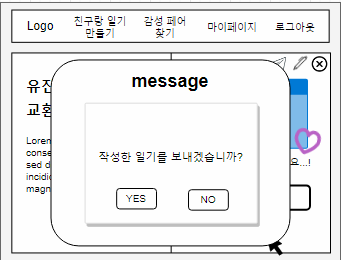 Logo
친구랑 일기
만들기
감성 페어
찾기
마이페이지
로그아웃
message
유진
교환
Loren
conse
sed d
incidid
magn
작성한 일기를 보내겠습니까?
요...!
YES
NO